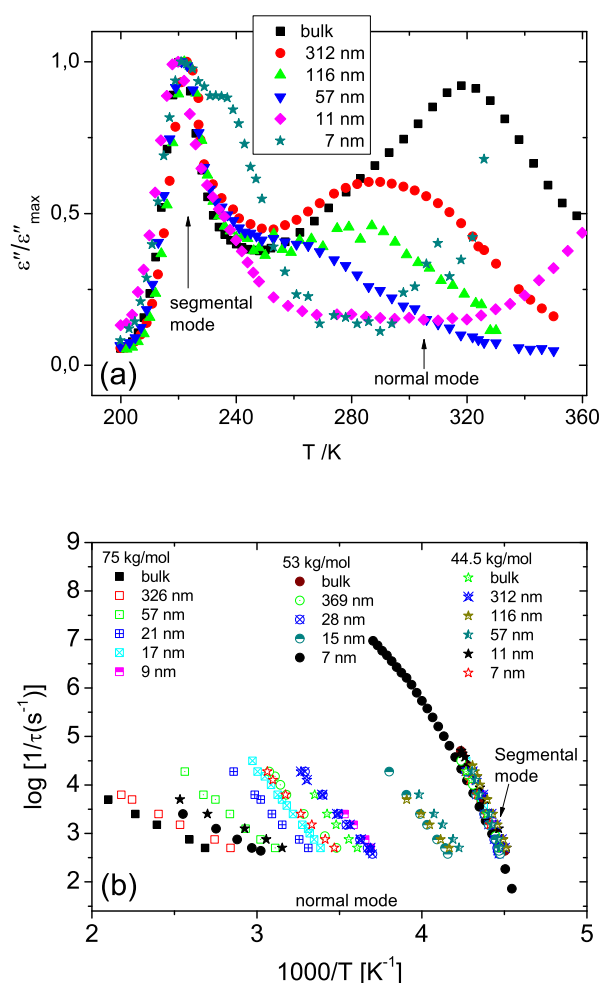 bulk
312 nm
116 nm
57 nm
11 nm
7 nm
1,0
0,5
0,0
ε''/ε''max
segmental
mode
normal mode
(a)
200 240 280 320 360
T /K
75 kg/mol
bulk
326 nm
57 nm
21 nm
17 nm
9 nm
53 kg/mol
bulk
369 nm
28 nm
15 nm
7 nm
44.5 kg/mol
bulk
312 nm
116 nm
57 nm
11 nm
7 nm
9
8
7
6
5
4
3
2
log [1/τ(s⁻¹)]
Segmental
mode
(b)
normal mode
2 3 4 5
1000/T [K⁻¹]